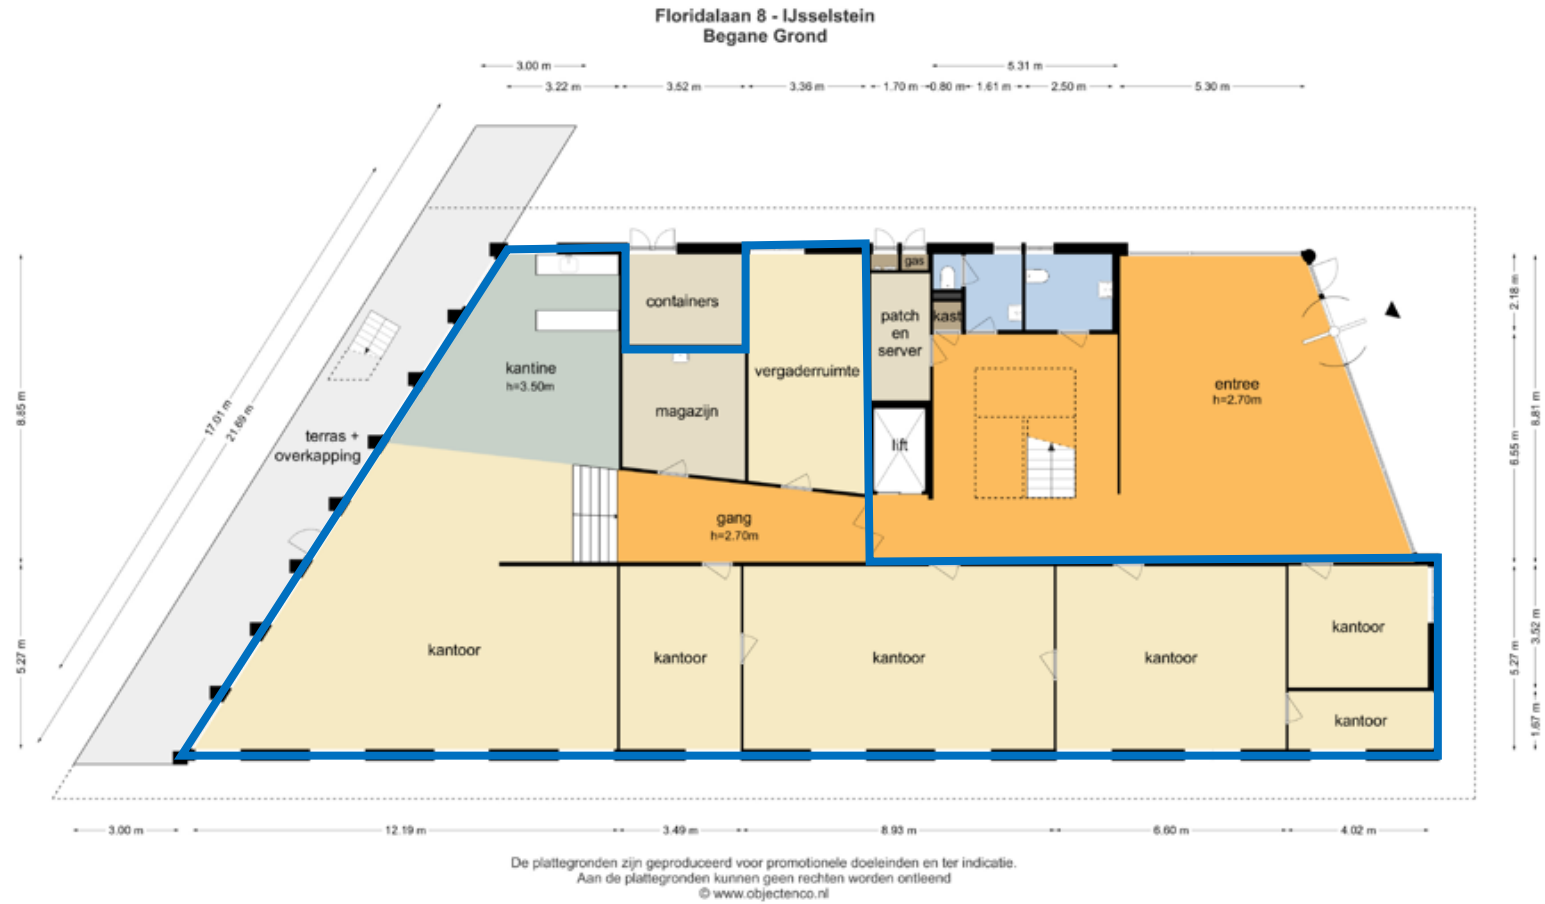 Floridalaan 8 - IJsselstein
Begane Grond
3.00 m
5.31 m
3.22 m
3.52 m
3.36 m
1.70 m
0.80 m
1.61 m
2.50 m
5.30 m
gas
containers
patch
en
server
kast
kantine
h=3.50m
vergaderruimte
entree
h=2.70m
magazijn
lift
terras +
overkapping
17.01 m
21.69 m
8.85 m
5.27 m
2.18 m
6.55 m
8.81 m
5.27 m
3.52 m
1.67 m
gang
h=2.70m
kantoor
kantoor
kantoor
kantoor
kantoor
kantoor
3.00 m
12.19 m
3.49 m
8.93 m
6.60 m
4.02 m
De plattegronden zijn geproduceerd voor promotionele doeleinden en ter indicatie.
Aan de plattegronden kunnen geen rechten worden ontleend
© www.objectenco.nl